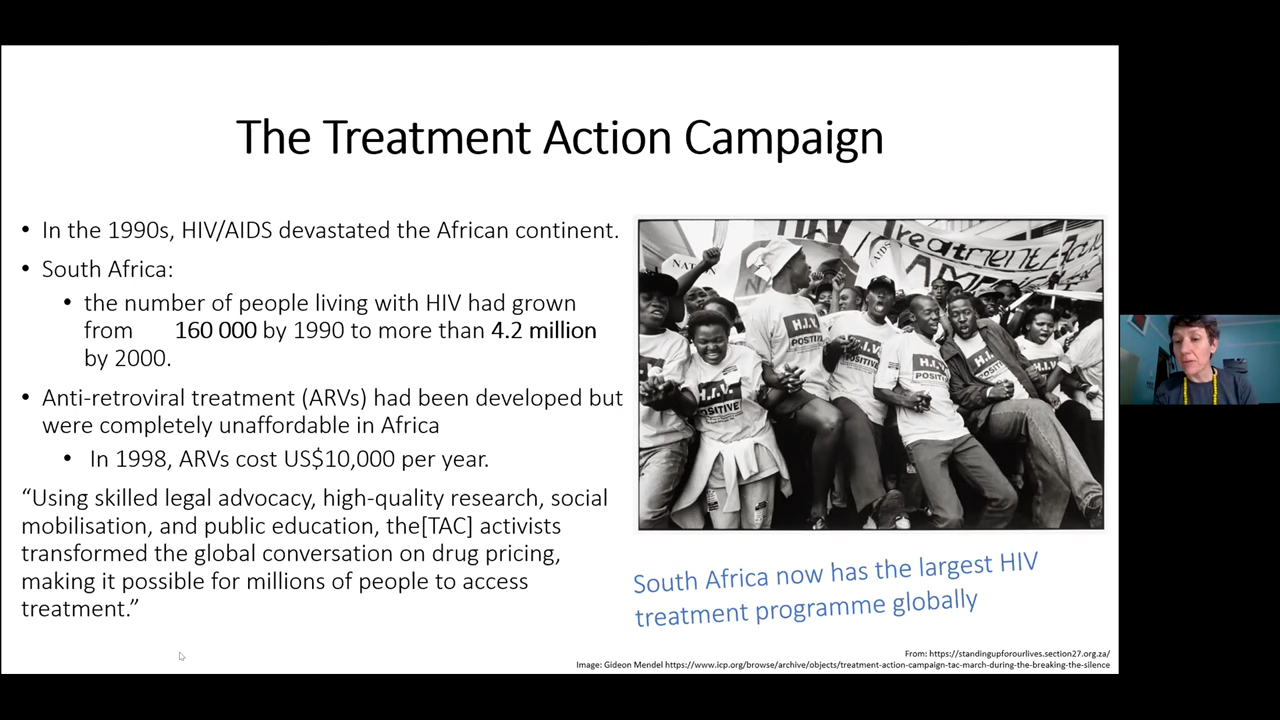 The Treatment Action Campaign
• In the 1990s, HIV/AIDS devastated the African continent.
• South Africa:
• the number of people living with HIV had grown
from 160 000 by 1990 to more than 4.2 million
by 2000.
• Anti-retroviral treatment (ARVs) had been developed but
were completely unaffordable in Africa
• In 1998, ARVs cost US$10,000 per year.
“Using skilled legal advocacy, high-quality research, social
mobilisation, and public education, the[TAC] activists
transformed the global conversation on drug pricing,
making it possible for millions of people to access
treatment.”
HIV
AIDS
Treatment
H.I.V.
POSITIVE
H.I.V.
POSITIVE
H.I.V.
POSITIVE
South Africa now has the largest HIV
treatment programme globally
From: https://standingupforourlives.section27.org.za/
Image: Gideon Mendel https://www.icp.org/browse/archive/objects/treatment-action-campaign-tac-march-during-the-breaking-the-silence